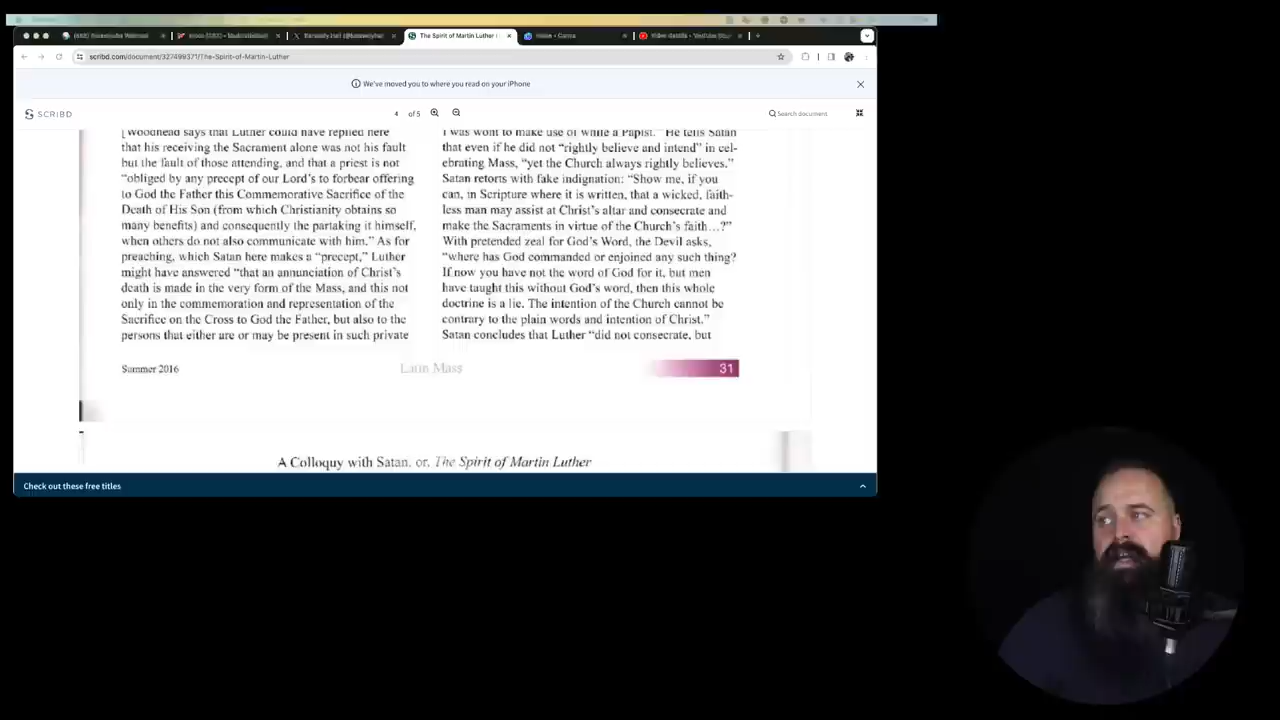 The Spirit of Martin Luther
Home - Canva
scribd.com/document/327499371/The-Spirit-of-Martin-Luther
We've moved you to where you read on your iPhone
SCRIBD
4 of 5
Search document
[Woodhead says that Luther could have replied here
that his receiving the Sacrament alone was not his fault
but the fault of those attending, and that a priest is not
“obliged by any precept of our Lord’s to forbear offering
to God the Father this Commemorative Sacrifice of the
Death of His Son (from which Christianity obtains so
many benefits) and consequently the partaking it himself,
when others do not also communicate with him.” As for
preaching, which Satan here makes a “precept,” Luther
might have answered “that an annunciation of Christ’s
death is made in the very form of the Mass, and this not
only in the commemoration and representation of the
Sacrifice on the Cross to God the Father, but also to the
persons that either are or may be present in such private
I was wont to make use of while a Papist.” He tells Satan
that even if he did not “rightly believe and intend” in cel-
ebrating Mass, “yet the Church always rightly believes.”
Satan retorts with fake indignation: “Show me, if you
can, in Scripture where it is written, that a wicked, faith-
less man may assist at Christ’s altar and consecrate and
make the Sacraments in virtue of the Church’s faith…?”
With pretended zeal for God’s Word, the Devil asks,
“where has God commanded or enjoined any such thing?
If now you have not the word of God for it, but men
have taught this without God’s word, then this whole
doctrine is a lie. The intention of the Church cannot be
contrary to the plain words and intention of Christ.”
Satan concludes that Luther “did not consecrate, but
Summer 2016
Latin Mass
31
A Colloquy with Satan, or, The Spirit of Martin Luther
Check out these free titles